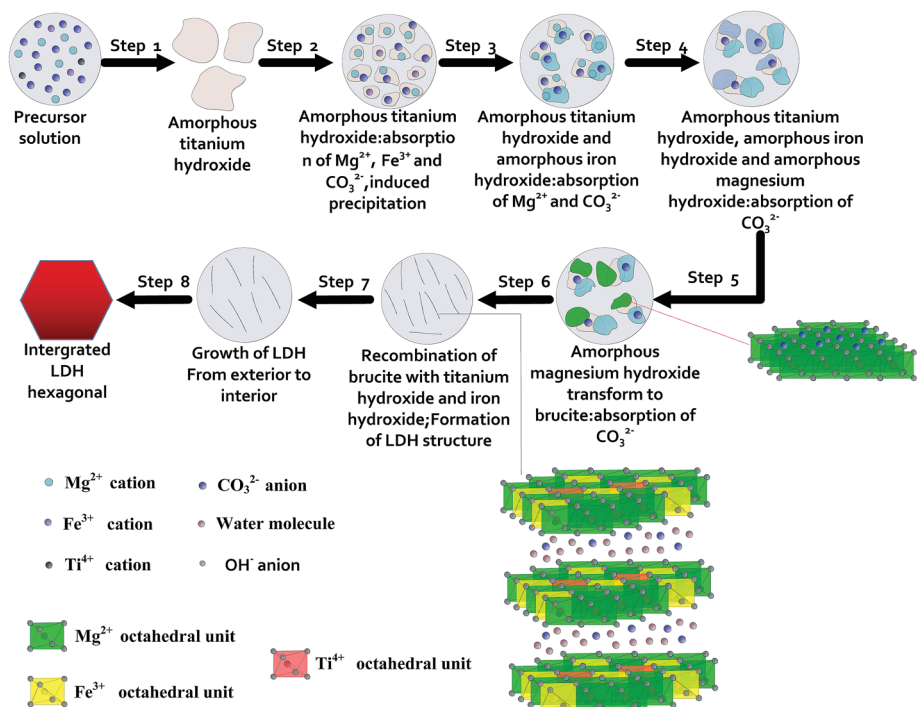 Step 1
Step 2
Step 3
Step 4
Precursor
solution
Amorphous
titanium
hydroxide
Amorphous titanium
hydroxide:absorptio
n of Mg²⁺, Fe³⁺ and
CO₃²⁻,induced
precipitation
Amorphous titanium
hydroxide and
amorphous iron
hydroxide:absorption
of Mg²⁺ and CO₃²⁻
Amorphous titanium
hydroxide, amorphous iron
hydroxide and amorphous
magnesium
hydroxide:absorption of
CO₃²⁻
Step 8
Step 7
Step 6
Step 5
Intergrated
LDH
hexagonal
Growth of LDH
From exterior to
interior
Recombination of
brucite with titanium
hydroxide and iron
hydroxide;Formation
of LDH structure
Amorphous
magnesium hydroxide
transform to
brucite:absorption of
CO₃²⁻
Mg²⁺ cation
CO₃²⁻ anion
Fe³⁺ cation
Water molecule
Ti⁴⁺ cation
OH⁻ anion
Mg²⁺ octahedral unit
Ti⁴⁺ octahedral unit
Fe³⁺ octahedral unit